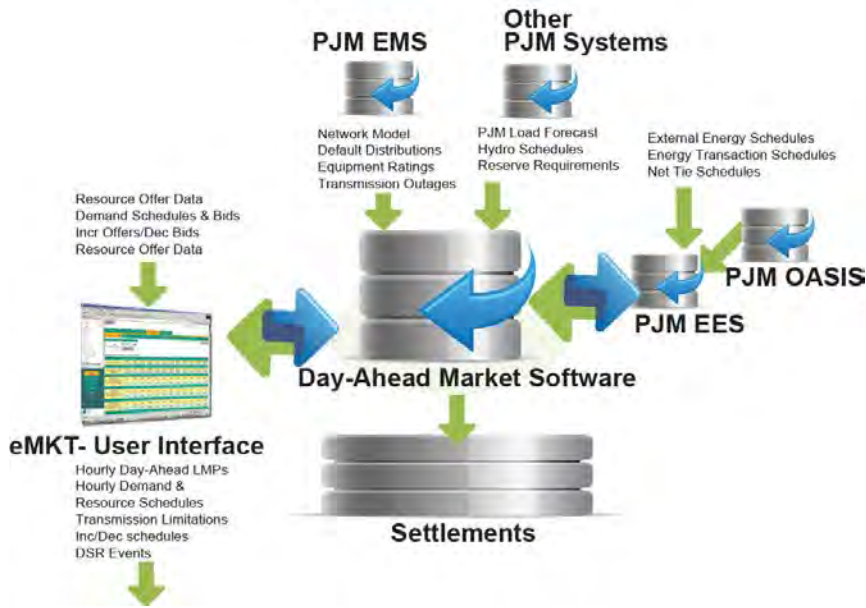 PJM EMS
Other
PJM Systems
Network Model
Default Distributions
Equipment Ratings
Transmission Outages
PJM Load Forecast
Hydro Schedules
Reserve Requirements
External Energy Schedules
Energy Transaction Schedules
Net Tie Schedules
Resource Offer Data
Demand Schedules & Bids
Incr Offers/Dec Bids
Resource Offer Data
PJM OASIS
PJM EES
Day-Ahead Market Software
eMKT- User Interface
Hourly Day-Ahead LMPs
Hourly Demand &
Resource Schedules
Transmission Limitations
Inc/Dec schedules
DSR Events
Settlements